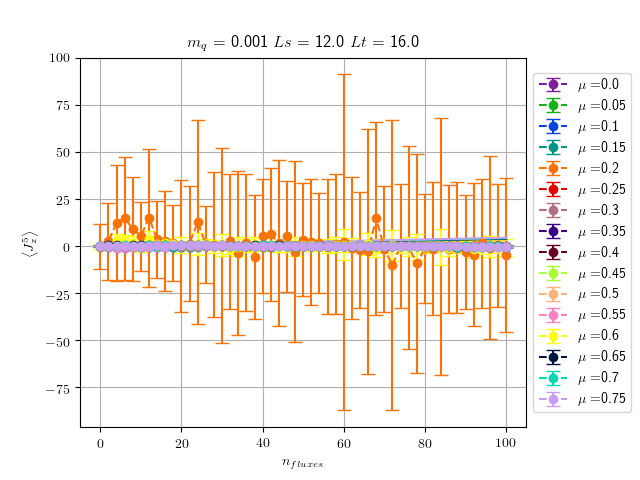 m_q = 0.001 Ls = 12.0 Lt = 16.0
100
75
50
25
0
−25
−50
−75
⟨J_z^5⟩
0
20
40
60
80
100
n_fluxes
μ =0.0
μ =0.05
μ =0.1
μ =0.15
μ =0.2
μ =0.25
μ =0.3
μ =0.35
μ =0.4
μ =0.45
μ =0.5
μ =0.55
μ =0.6
μ =0.65
μ =0.7
μ =0.75